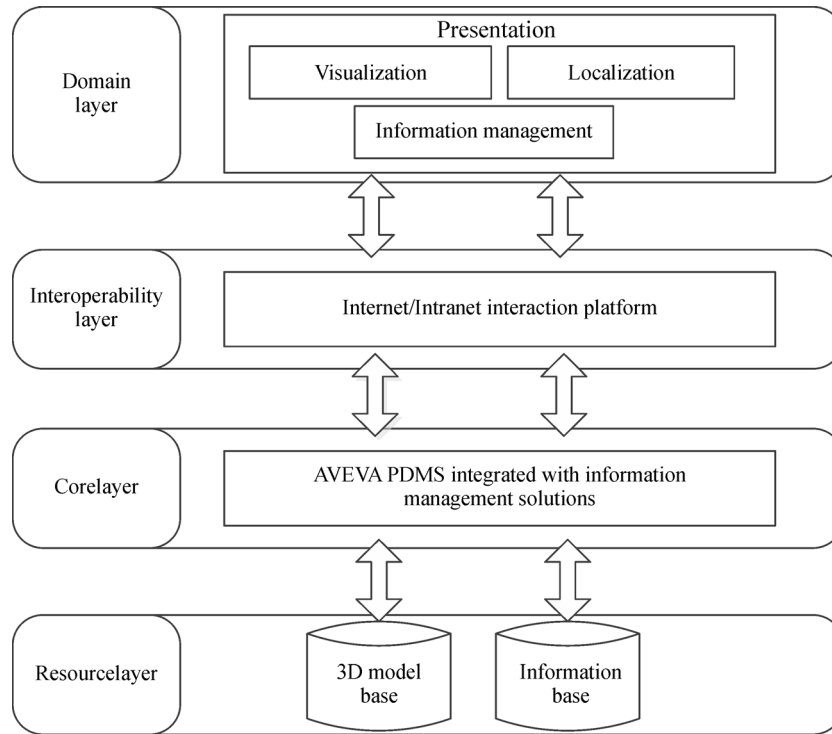 Presentation
Domain
layer
Visualization
Localization
Information management
Interoperability
layer
Internet/Intranet interaction platform
Corelayer
AVEVA PDMS integrated with information
management solutions
Resourcelayer
3D model
base
Information
base